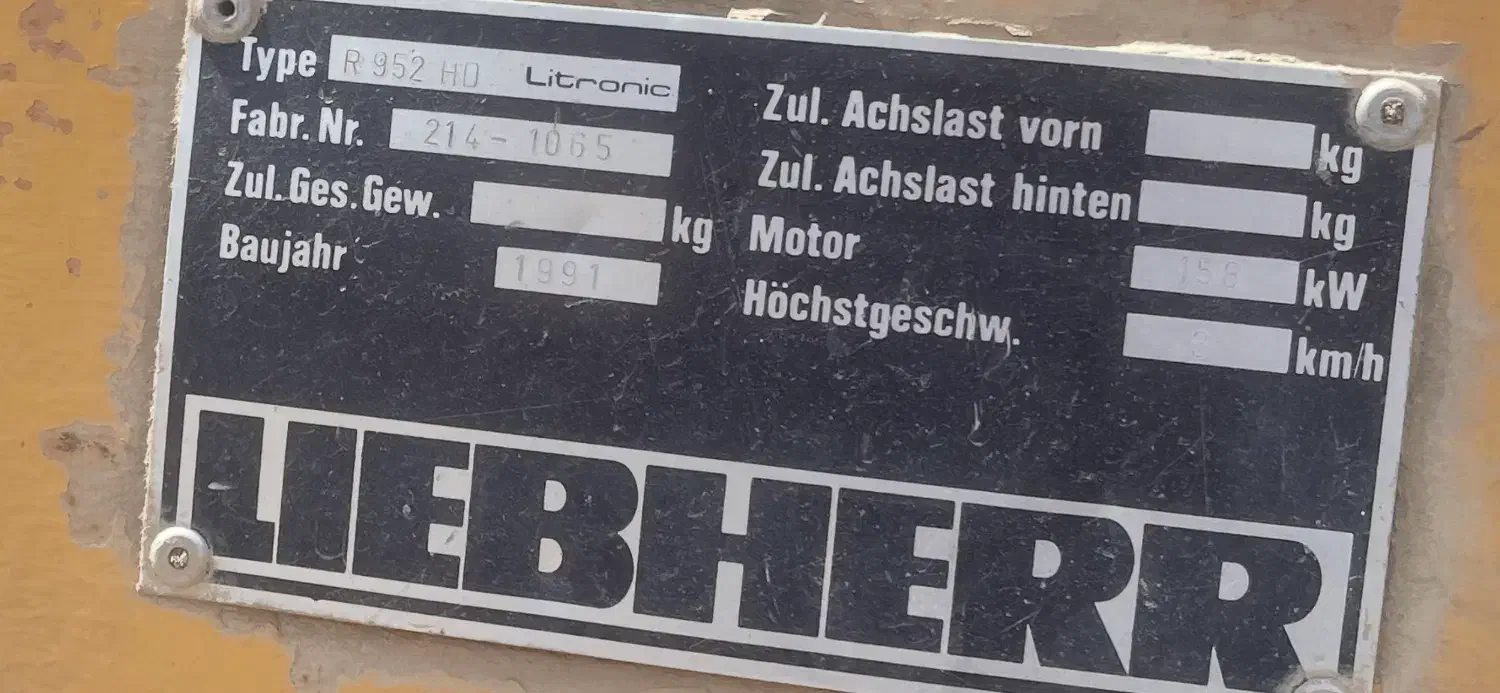 Type R 952 HD Litronic
Fabr. Nr. 214-1065
Zul.Ges.Gew. kg
Baujahr 1991
Zul. Achslast vorn kg
Zul. Achslast hinten kg
Motor 158 kW
Höchstgeschw. km/h
LIEBHERR